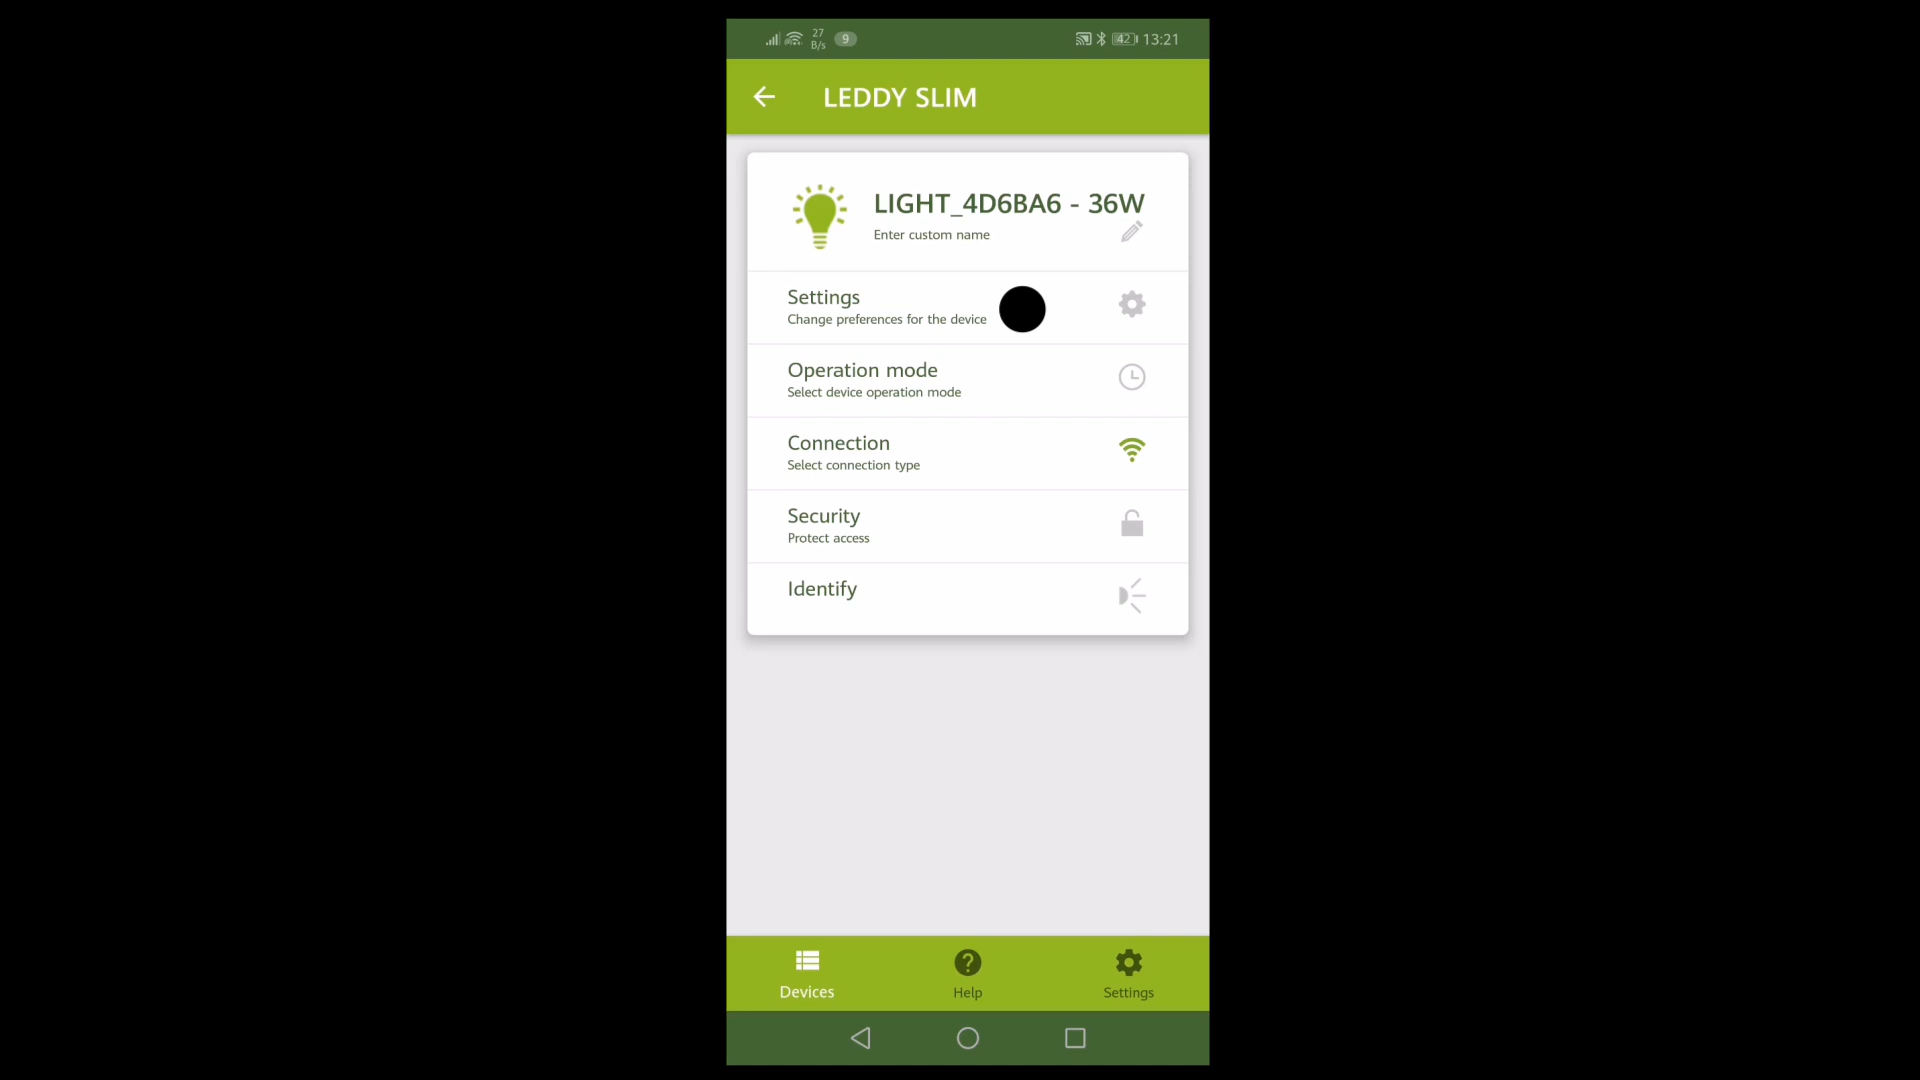 27
B/s
9
42
13:21
LEDDY SLIM
LIGHT_4D6BA6 - 36W
Enter custom name
Settings
Change preferences for the device
Operation mode
Select device operation mode
Connection
Select connection type
Security
Protect access
Identify
Devices
Help
Settings